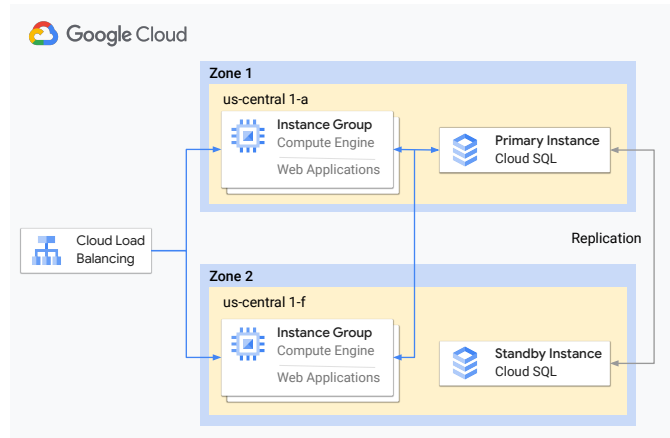 Google Cloud
Zone 1
us-central 1-a
Instance Group
Compute Engine
Web Applications
Primary Instance
Cloud SQL
Cloud Load
Balancing
Replication
Zone 2
us-central 1-f
Instance Group
Compute Engine
Web Applications
Standby Instance
Cloud SQL